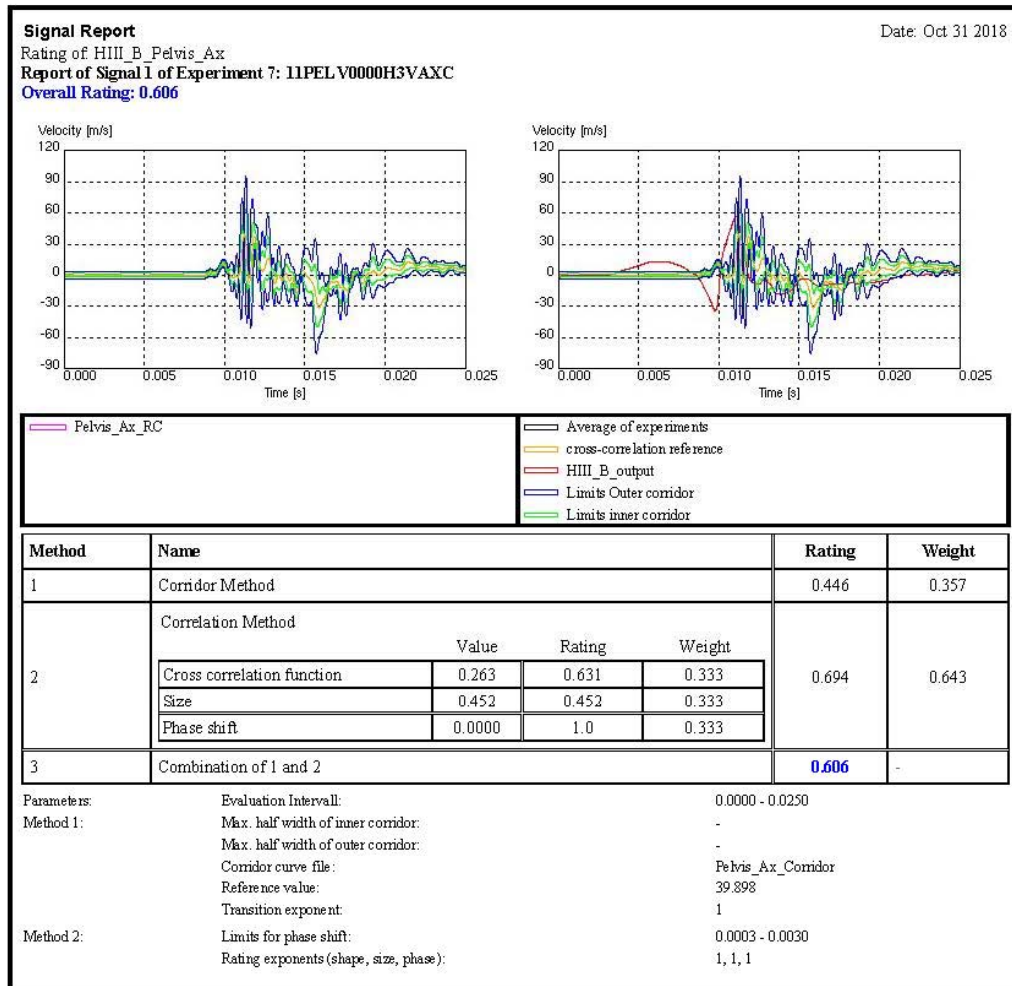 Signal Report
Date: Oct 31 2018
Rating of HIII_B_Pelvis_Ax
Report of Signal 1 of Experiment 7: 11PELV0000H3VAXC
Overall Rating: 0.606
Velocity [m/s]
120
90
60
30
0
-30
-60
-90
0.000 0.005 0.010 0.015 0.020 0.025
Time [s]
Velocity [m/s]
120
90
60
30
0
-30
-60
-90
0.000 0.005 0.010 0.015 0.020 0.025
Time [s]
Pelvis_Ax_RC
Average of experiments
cross-correlation reference
HIII_B_output
Limits Outer corridor
Limits inner corridor
Method Name Rating Weight
1 Corridor Method 0.446 0.357
Correlation Method
Value Rating Weight
Cross correlation function 0.263 0.631 0.333
2 0.694 0.643
Size 0.452 0.452 0.333
Phase shift 0.0000 1.0 0.333
3 Combination of 1 and 2 0.606 -
Parameters: Evaluation Intervall: 0.0000 - 0.0250
Method 1: Max. half width of inner corridor: -
Max. half width of outer corridor: -
Corridor curve file: Pelvis_Ax_Corridor
Reference value: 39.898
Transition exponent: 1
Method 2: Limits for phase shift: 0.0003 - 0.0030
Rating exponents (shape, size, phase): 1, 1, 1